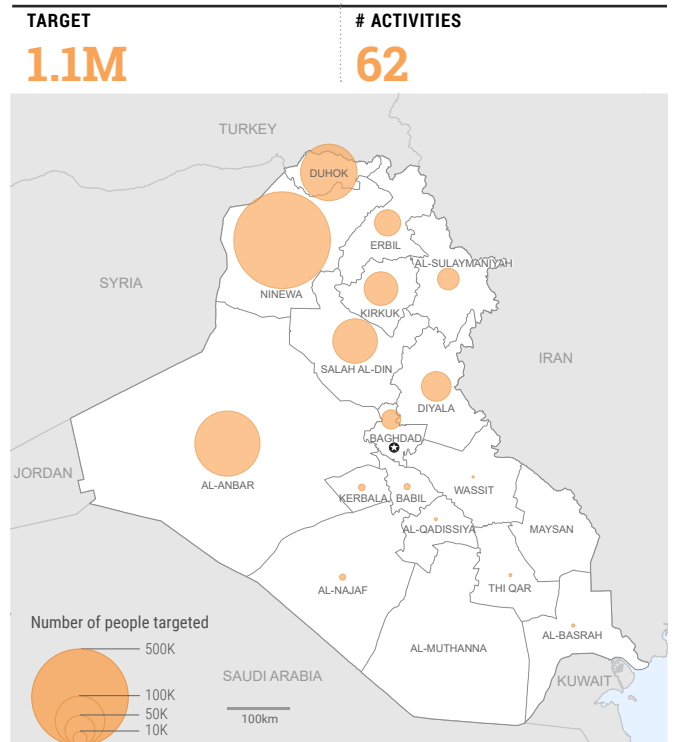 TARGET
# ACTIVITIES
1.1M
62
TURKEY
DUHOK
ERBIL
AL-SULAYMANIYAH
SYRIA
NINEWA
KIRKUK
IRAN
SALAH AL-DIN
DIYALA
BAGHDAD
JORDAN
AL-ANBAR
WASSIT
KERBALA
BABIL
AL-QADISSIYA
MAYSAN
AL-NAJAF
THI QAR
Number of people targeted
AL-BASRAH
500K
AL-MUTHANNA
SAUDI ARABIA
KUWAIT
100K
50K
100km
10K